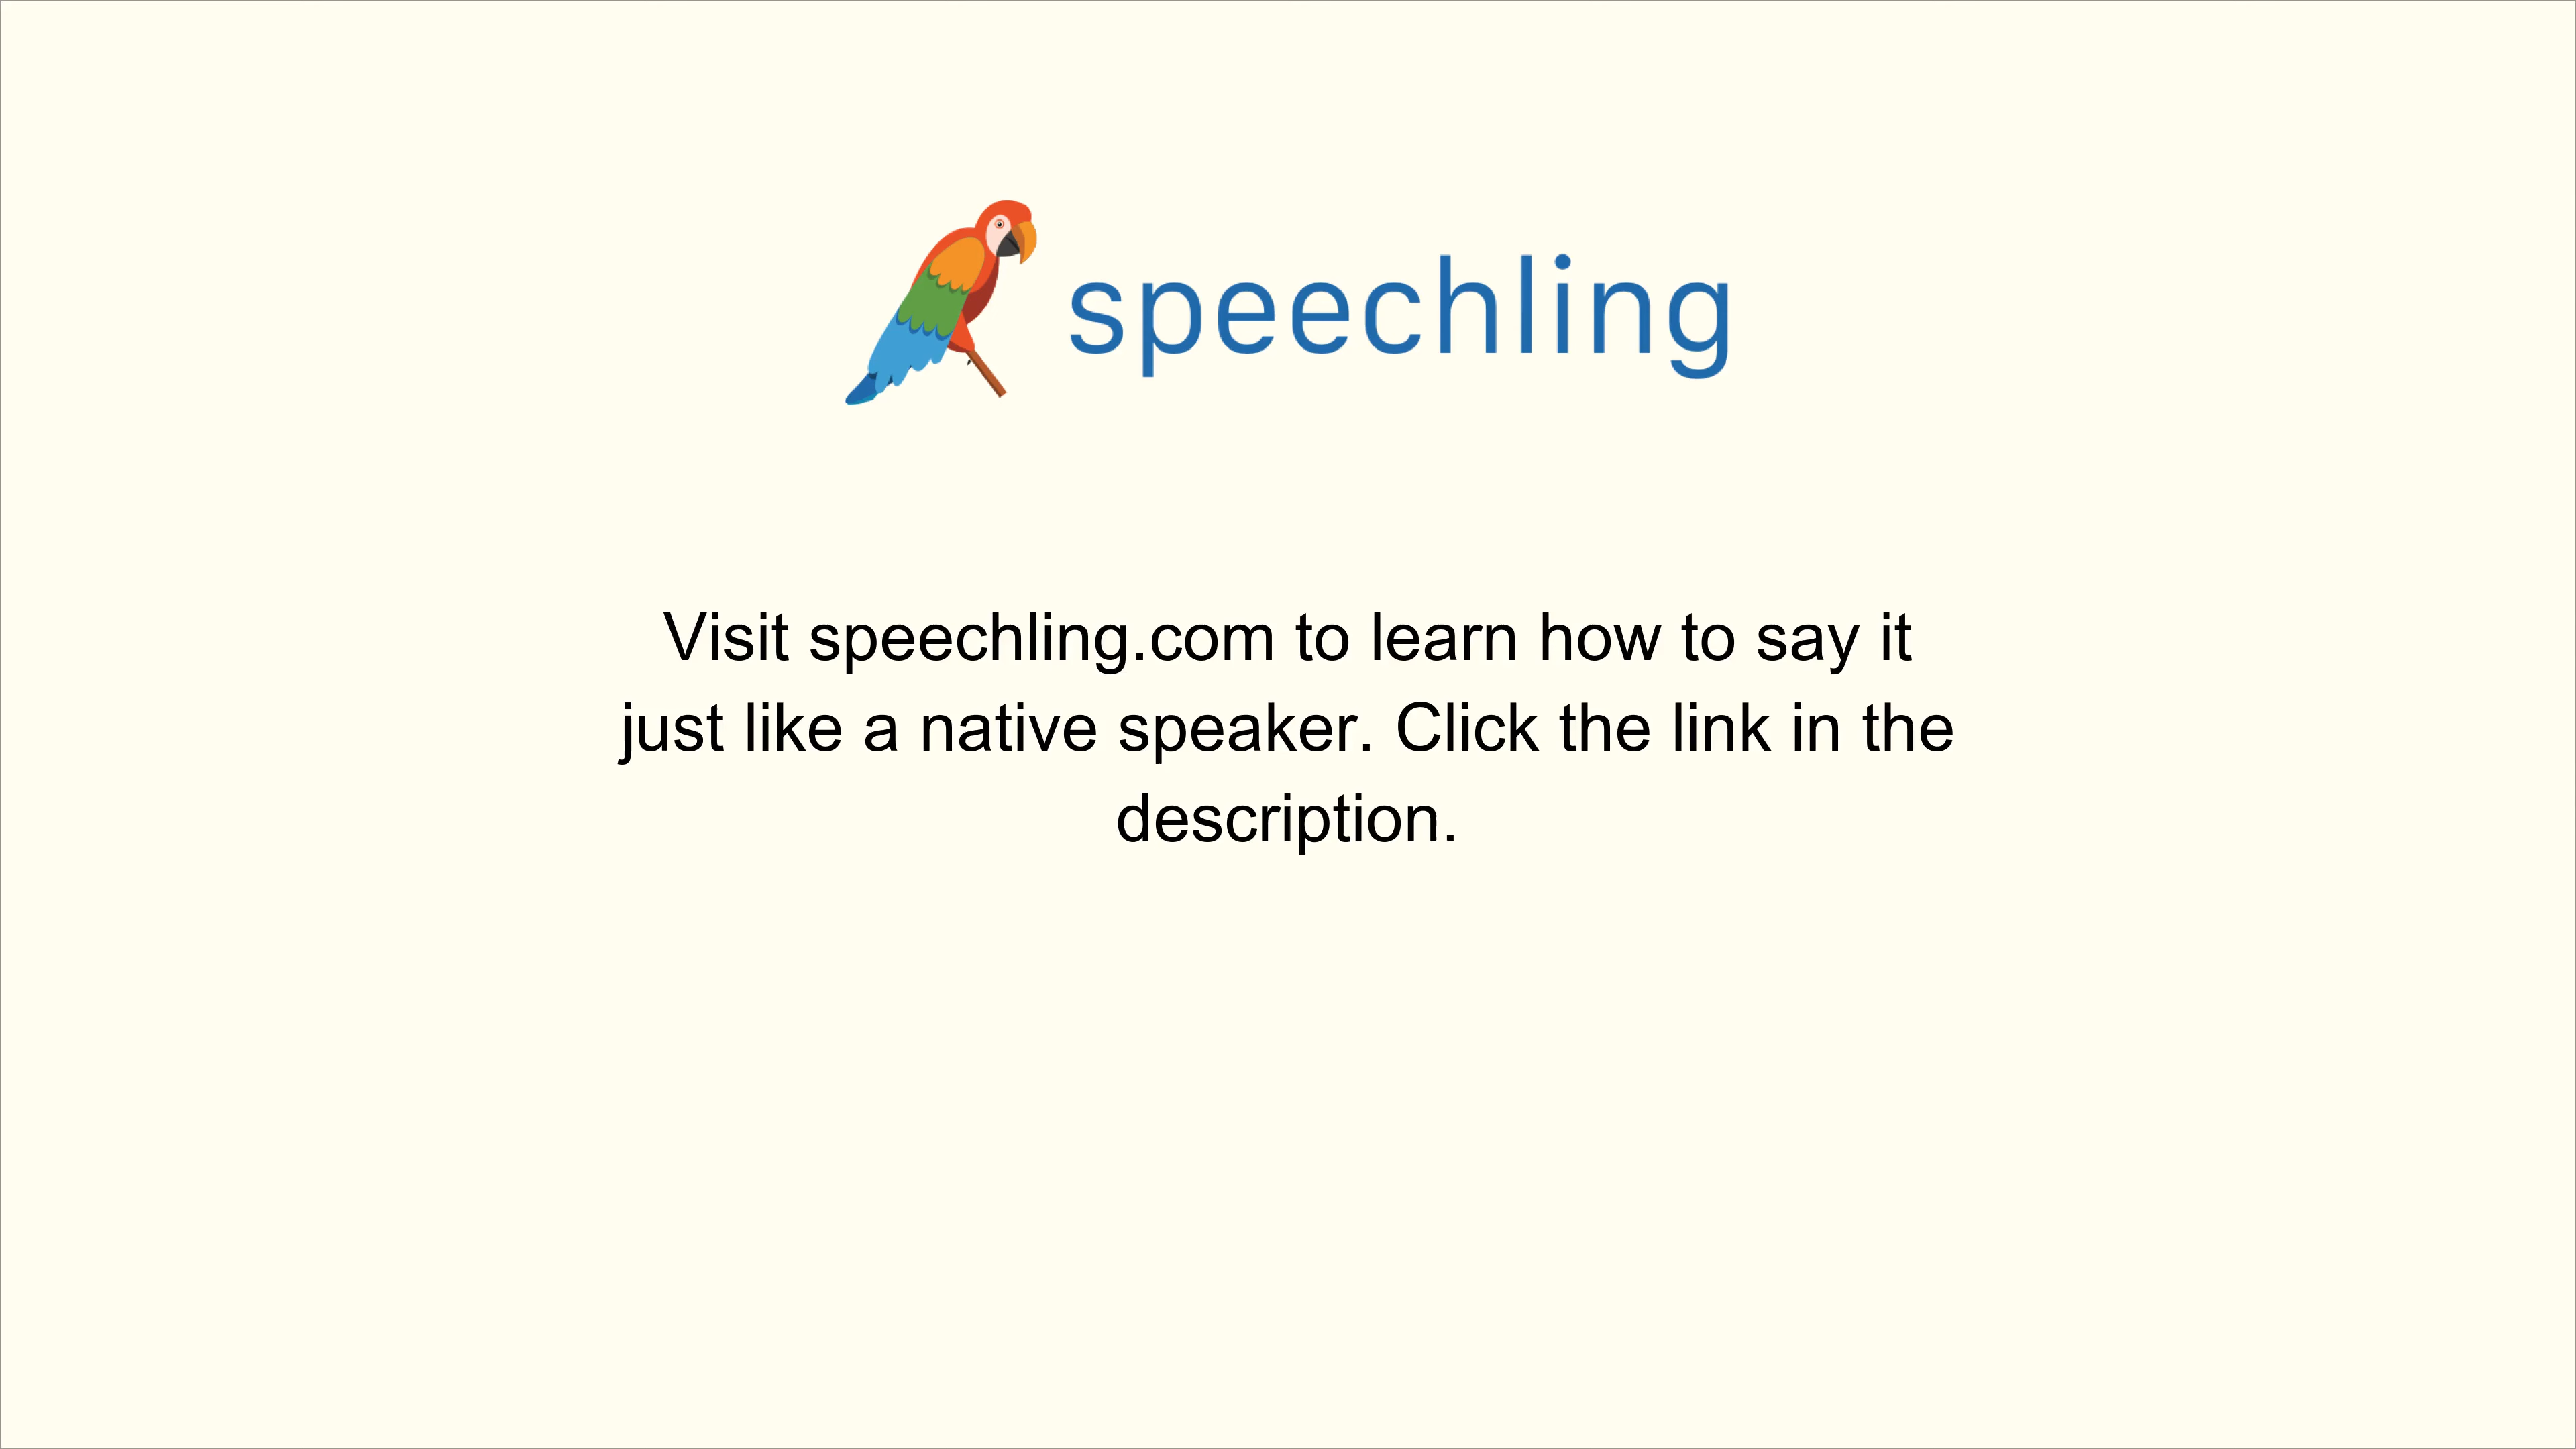 speechling
Visit speechling.com to learn how to say it
just like a native speaker. Click the link in the
description.